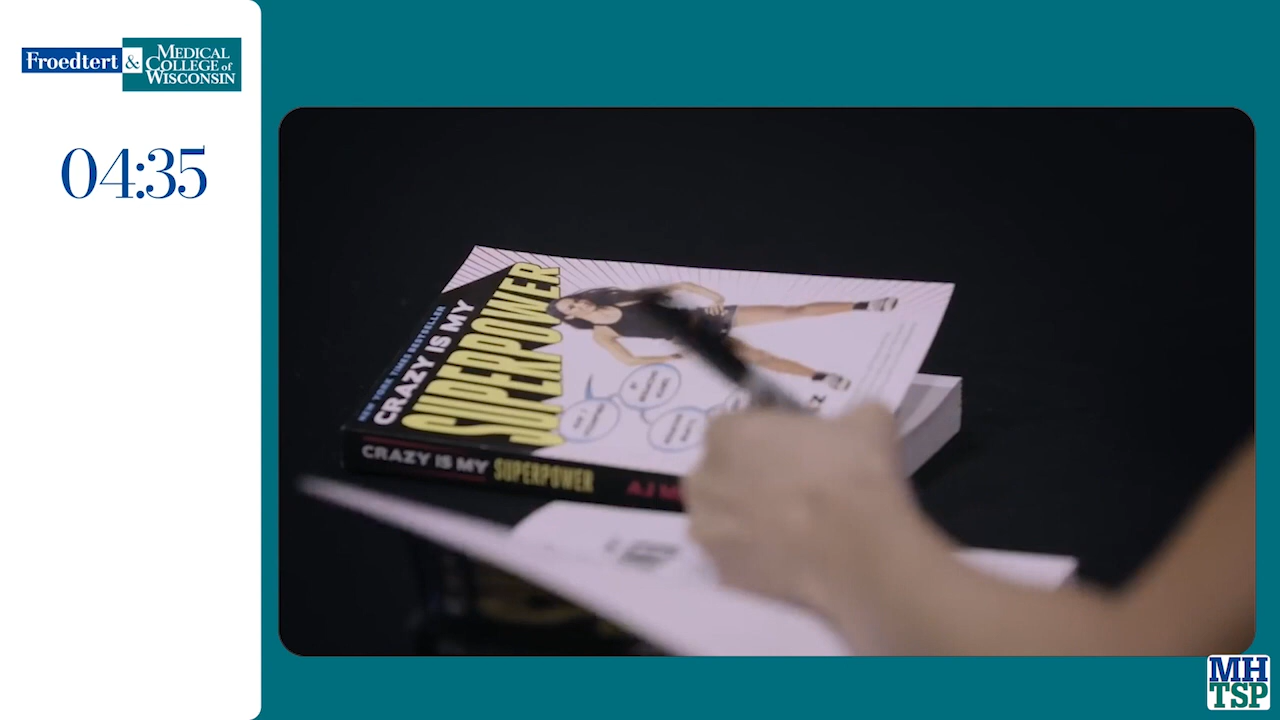 Froedtert & MEDICAL
COLLEGE of
WISCONSIN
04:35
NEW YORK TIMES BESTSELLER
CRAZY IS MY
SUPERPOWER
CRAZY IS MY SUPERPOWER AJ
MH
TSP